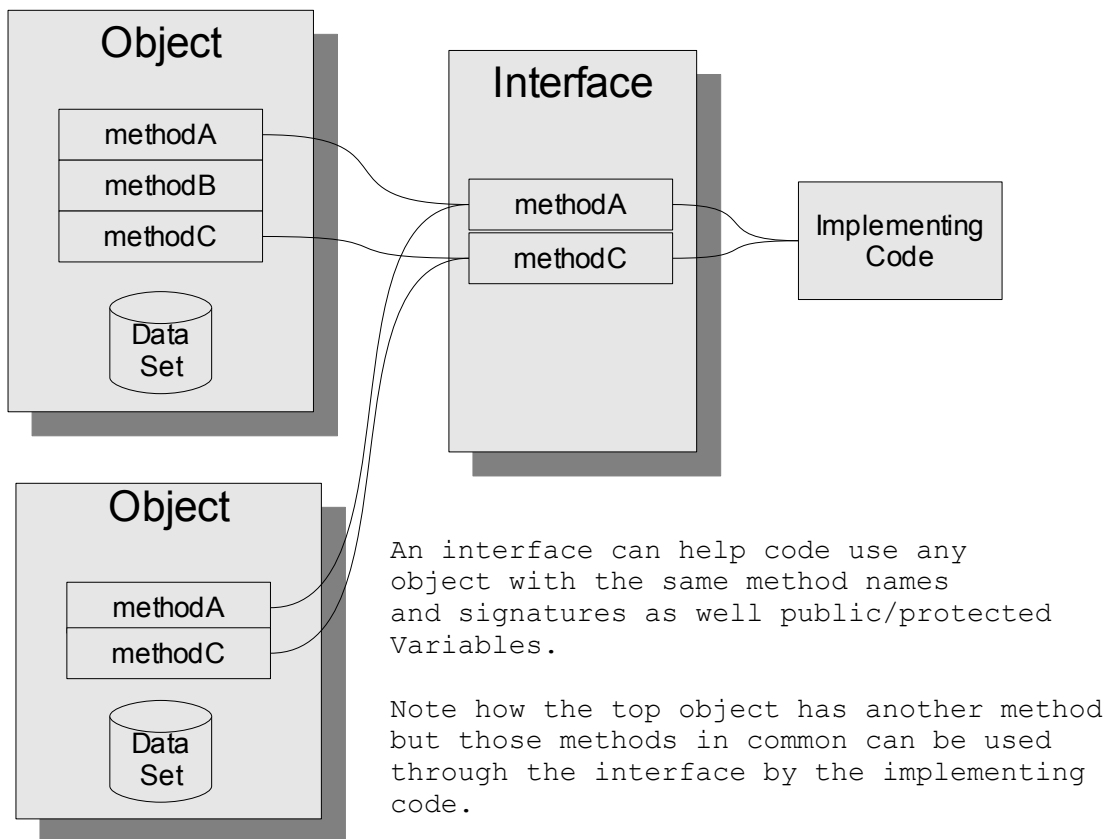 Object
methodA
methodB
methodC
Data
Set
Interface
methodA
methodC
Implementing
Code
Object
methodA
methodC
Data
Set
An interface can help code use any
object with the same method names
and signatures as well public/protected
Variables.
Note how the top object has another method
but those methods in common can be used
through the interface by the implementing
code.